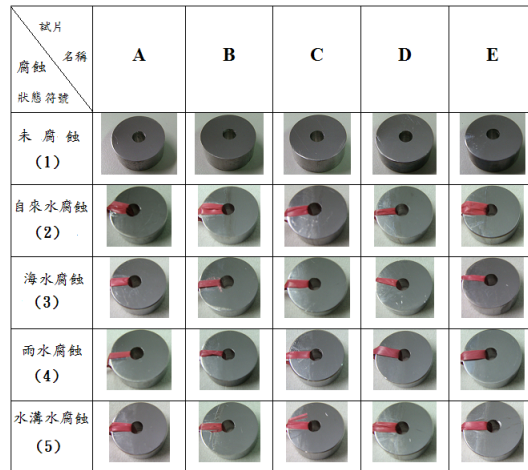 試片
名稱
腐蝕
狀態符號
A B C D E
未腐蝕
(1)
自來水腐蝕
(2)
海水腐蝕
(3)
雨水腐蝕
(4)
水溝水腐蝕
(5)